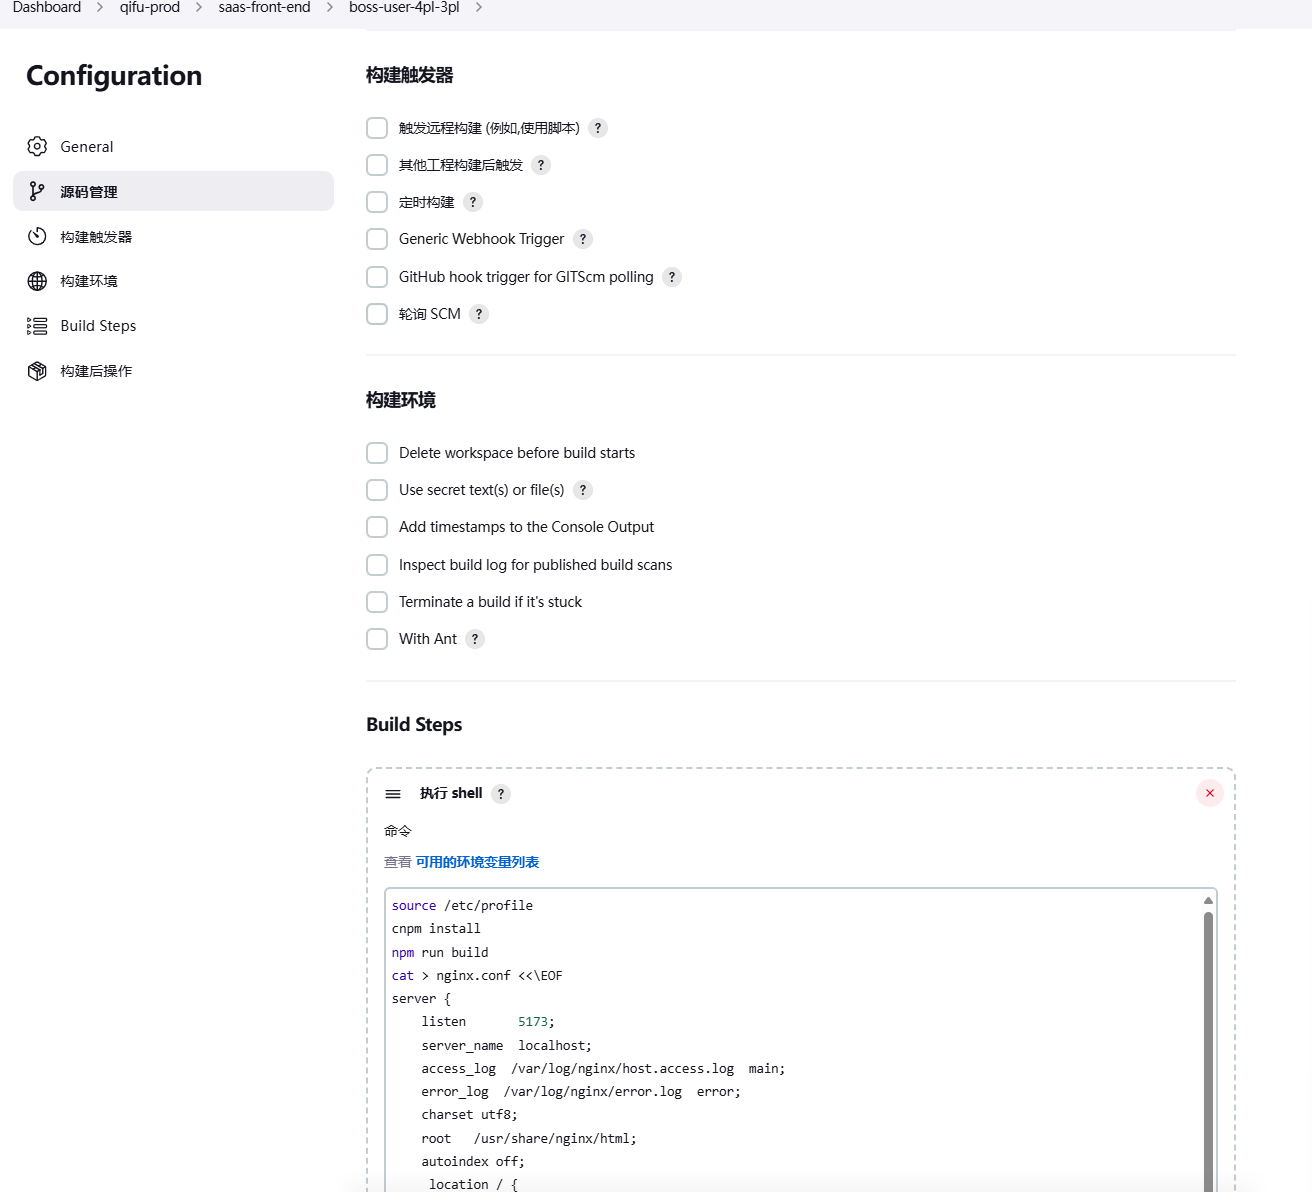 Dashboard > qifu-prod > saas-front-end > boss-user-4pl-3pl >
Configuration
General
源码管理
构建触发器
构建环境
Build Steps
构建后操作
构建触发器
触发远程构建 (例如,使用脚本) ?
其他工程构建后触发 ?
定时构建 ?
Generic Webhook Trigger ?
GitHub hook trigger for GITScm polling ?
轮询 SCM ?
构建环境
Delete workspace before build starts
Use secret text(s) or file(s) ?
Add timestamps to the Console Output
Inspect build log for published build scans
Terminate a build if it's stuck
With Ant ?
Build Steps
执行 shell ?
命令
查看 可用的环境变量列表
source /etc/profile
cnpm install
npm run build
cat > nginx.conf <<\EOF
server {
    listen       5173;
    server_name  localhost;
    access_log  /var/log/nginx/host.access.log  main;
    error_log  /var/log/nginx/error.log  error;
    charset utf8;
    root   /usr/share/nginx/html;
    autoindex off;
     location / {